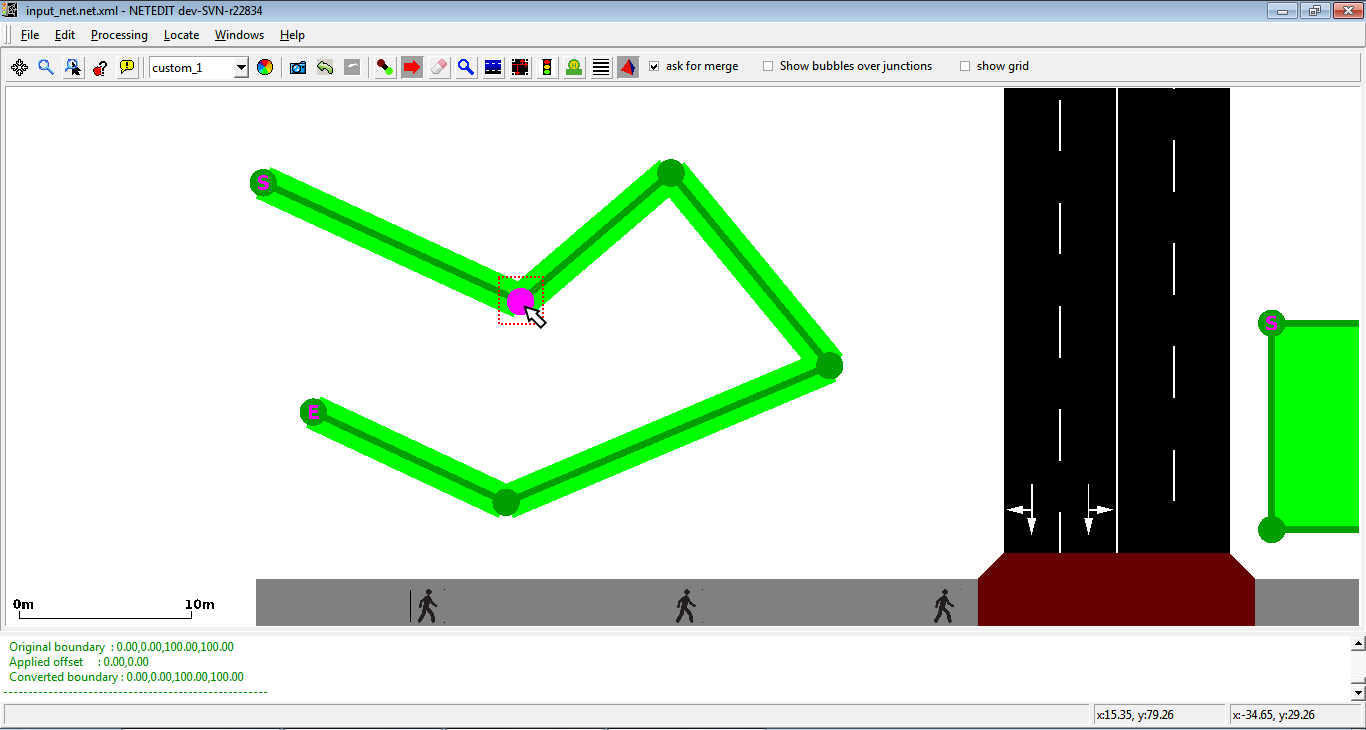 input_net.net.xml - NETEDIT dev-SVN-r22834
File Edit Processing Locate Windows Help
custom_1 ask for merge Show bubbles over junctions show grid
S
S
E
0m 10m
Original boundary : 0.00,0.00,100.00,100.00
Applied offset : 0.00,0.00
Converted boundary : 0.00,0.00,100.00,100.00
x:15.35, y:79.26 x:-34.65, y:29.26